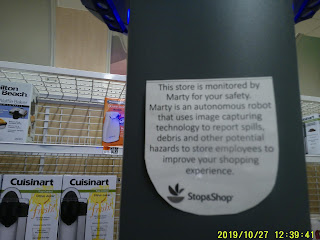 This store is monitored by
Marty for your safety.
Marty is an autonomous robot
that uses image capturing
technology to report spills,
debris and other potential
hazards to store employees to
improve your shopping
experience.
Stop&Shop
ilton
Beach
Cuisinart
Cuisinart
2019/10/27 12:39:41